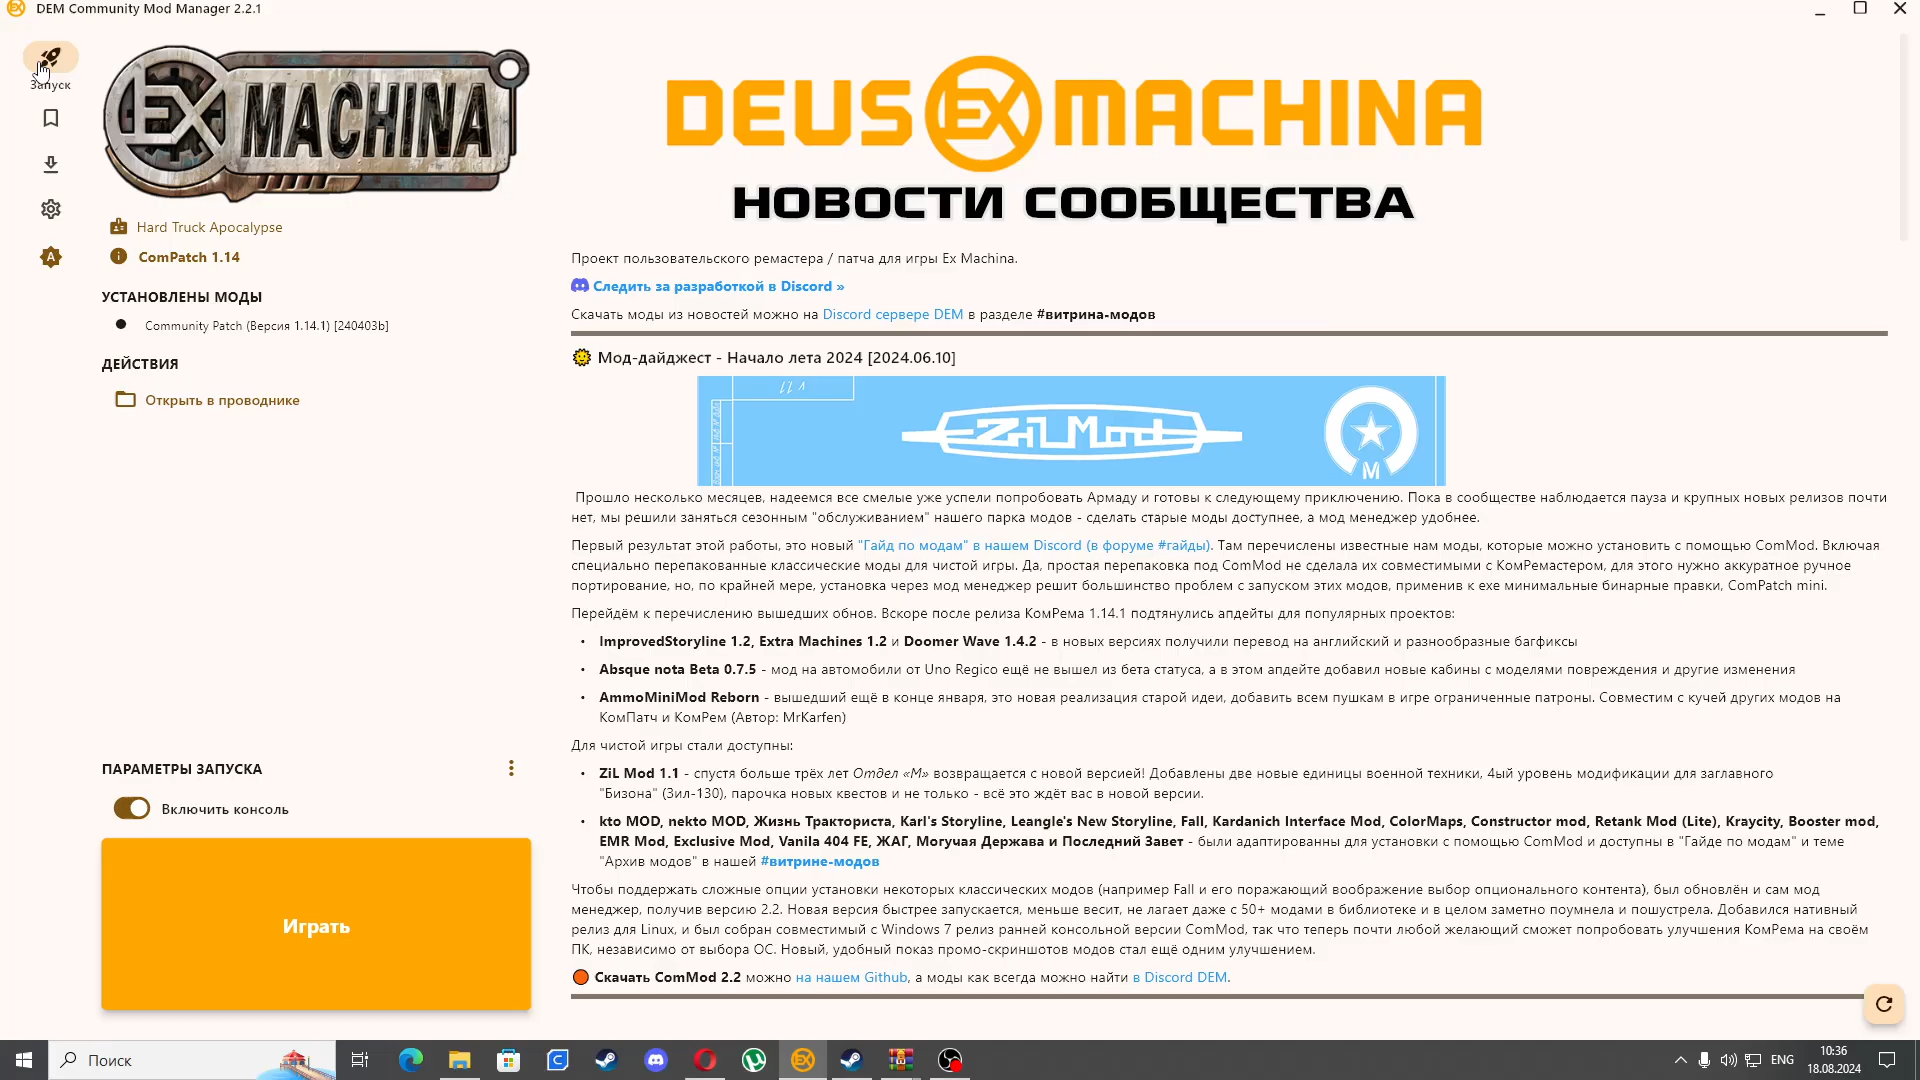 DEM Community Mod Manager 2.2.1
Запуск
EX MACHINA
Hard Truck Apocalypse
ComPatch 1.14
УСТАНОВЛЕНЫ МОДЫ
Community Patch (Версия 1.14.1) [240403b]
ДЕЙСТВИЯ
Открыть в проводнике
ПАРАМЕТРЫ ЗАПУСКА
Включить консоль
Играть
DEUS EX MACHINA
НОВОСТИ СООБЩЕСТВА
Проект пользовательского ремастера / патча для игры Ex Machina.
Следить за разработкой в Discord »
Скачать моды из новостей можно на Discord сервере DEM в разделе #витрина-модов
Мод-дайджест - Начало лета 2024 [2024.06.10]
v 11
ZiL Mod
М
Прошло несколько месяцев, надеемся все смелые уже успели попробовать Армаду и готовы к следующему приключению. Пока в сообществе наблюдается пауза и крупных новых релизов почти
нет, мы решили заняться сезонным "обслуживанием" нашего парка модов - сделать старые моды доступнее, а мод менеджер удобнее.
Первый результат этой работы, это новый "Гайд по модам" в нашем Discord (в форуме #гайды). Там перечислены известные нам моды, которые можно установить с помощью ComMod. Включая
специально перепакованные классические моды для чистой игры. Да, простая перепаковка под ComMod не сделала их совместимыми с КомРемастером, для этого нужно аккуратное ручное
портирование, но, по крайней мере, установка через мод менеджер решит большинство проблем с запуском этих модов, применив к exe минимальные бинарные правки, ComPatch mini.
Перейдём к перечислению вышедших обнов. Вскоре после релиза КомРема 1.14.1 подтянулись апдейты для популярных проектов:
• ImprovedStoryline 1.2, Extra Machines 1.2 и Doomer Wave 1.4.2 - в новых версиях получили перевод на английский и разнообразные багфиксы
• Absque nota Beta 0.7.5 - мод на автомобили от Uno Regico ещё не вышел из бета статуса, а в этом апдейте добавил новые кабины с моделями повреждения и другие изменения
• AmmoMiniMod Reborn - вышедший ещё в конце января, это новая реализация старой идеи, добавить всем пушкам в игре ограниченные патроны. Совместим с кучей других модов на
КомПатч и КомРем (Автор: MrKarfen)
Для чистой игры стали доступны:
• ZiL Mod 1.1 - спустя больше трёх лет Отдел «М» возвращается с новой версией! Добавлены две новые единицы военной техники, 4ый уровень модификации для заглавного
"Бизона" (Зил-130), парочка новых квестов и не только - всё это ждёт вас в новой версии.
• kto MOD, nekto MOD, Жизнь Тракториста, Karl's Storyline, Leangle's New Storyline, Fall, Kardanich Interface Mod, ColorMaps, Constructor mod, Retank Mod (Lite), Kraycity, Booster mod,
EMR Mod, Exclusive Mod, Vanila 404 FE, ЖАГ, Могучая Держава и Последний Завет - были адаптированны для установки с помощью ComMod и доступны в "Гайде по модам" и теме
"Архив модов" в нашей #витрине-модов
Чтобы поддержать сложные опции установки некоторых классических модов (например Fall и его поражающий воображение выбор опционального контента), был обновлён и сам мод
менеджер, получив версию 2.2. Новая версия быстрее запускается, меньше весит, не лагает даже с 50+ модами в библиотеке и в целом заметно поумнела и пошустрела. Добавился нативный
релиз для Linux, и был собран совместимый с Windows 7 релиз ранней консольной версии ComMod, так что теперь почти любой желающий сможет попробовать улучшения КомРема на своём
ПК, независимо от выбора ОС. Новый, удобный показ промо-скриншотов модов стал ещё одним улучшением.
Скачать ComMod 2.2 можно на нашем Github, а моды как всегда можно найти в Discord DEM.
Поиск
ENG
10:36
18.08.2024